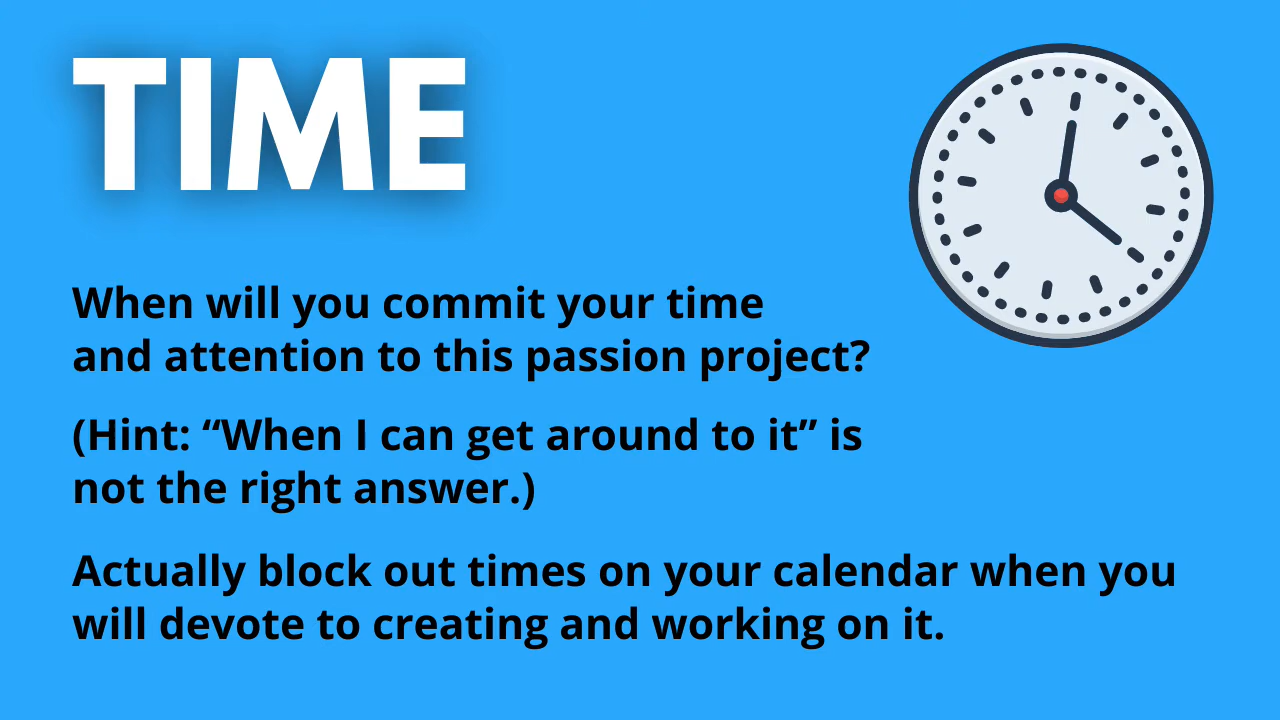 TIME
When will you commit your time
and attention to this passion project?
(Hint: “When I can get around to it” is
not the right answer.)
Actually block out times on your calendar when you
will devote to creating and working on it.